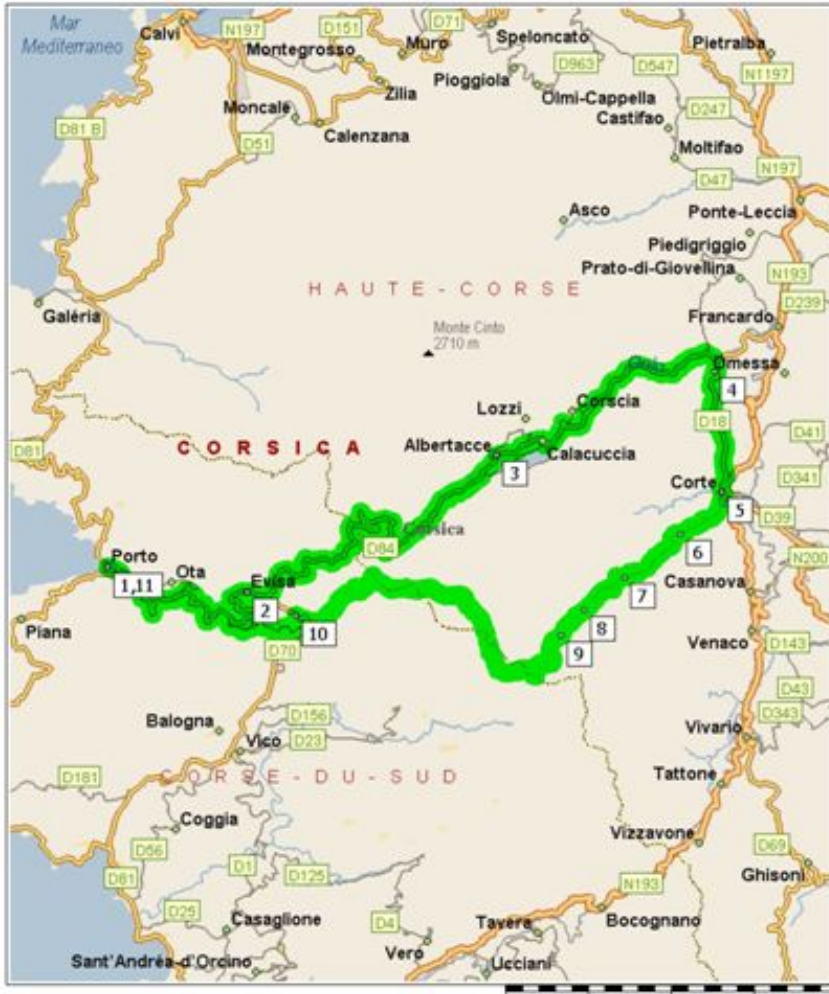 Mar
Mediterraneo
Calvi
N197
D151
Montegrosso
Muro
D71
Speloncato
D963
D547
Pietralba
N1197
Pioggiola
Zilia
Olmi-Cappella
D247
Castifao
Moncale
Calenzana
D81 B
D51
Moltifao
D47
N197
Asco
Ponte-Leccia
Piedigriggio
Prato-di-Giovellina
N193
D239
HAUTE-CORSE
Galéria
Francardo
Monte Cinto
2710 m
Golo
Omessa
4
Corscia
Lozzi
D18
D41
D81
CORSICA
Albertacce
Calacuccia
3
D341
Corte
5
D39
Corsica
D84
6
N200
Porto
1,11
Ota
Evisa
2
7
Casanova
Piana
10
8
9
Venaco
D143
D70
D43
D156
Balogna
D23
Vico
D343
Vivario
D181
CORSE-DU-SUD
Tattone
Coggia
Vizzavone
D56
D1
D69
D81
D125
Ghisoni
N193
D25
Casaglione
D4
Tavera
Bocognano
Vero
Sant'Andréa-d'Orcino
Ucciani